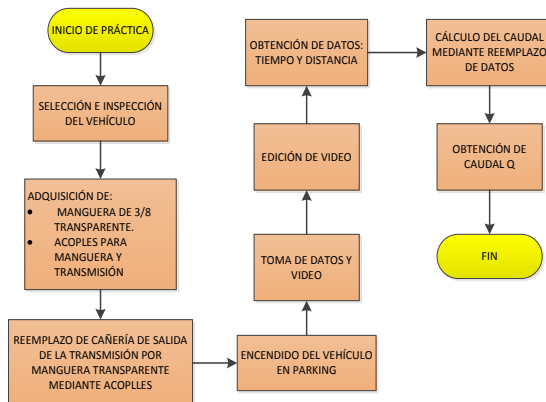 INICIO DE PRÁCTICA
SELECCIÓN E INSPECCIÓN
DEL VEHÍCULO
ADQUISICIÓN DE:
• MANGUERA DE 3/8
TRANSPARENTE.
• ACOPLES PARA
MANGUERA Y
TRANSMISIÓN
REEMPLAZO DE CAÑERÍA DE SALIDA
DE LA TRANSMISIÓN POR
MANGUERA TRANSPARENTE
MEDIANTE ACOPLLES
ENCENDIDO DEL VEHÍCULO
EN PARKING
TOMA DE DATOS Y
VIDEO
EDICIÓN DE VIDEO
OBTENCIÓN DE DATOS:
TIEMPO Y DISTANCIA
CÁLCULO DEL CAUDAL
MEDIANTE REEMPLAZO
DE DATOS
OBTENCIÓN DE
CAUDAL Q
FIN